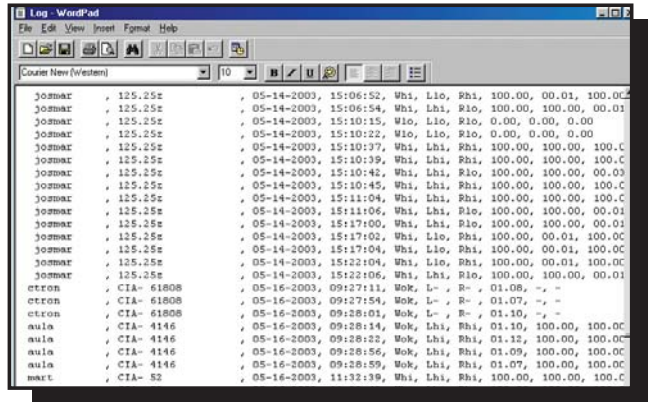 Log - WordPad
File Edit View Insert Format Help
Courier New (Western) 10 B / U
josmar , 125.25z , 05-14-2003, 15:06:52, Whi, Llo, Rhi, 100.00, 00.01, 100.00
josmar , 125.25z , 05-14-2003, 15:06:54, Whi, Lhi, Rlo, 100.00, 100.00, 00.01
josmar , 125.25z , 05-14-2003, 15:10:15, Wlo, Llo, Rlo, 0.00, 0.00, 0.00
josmar , 125.25z , 05-14-2003, 15:10:22, Wlo, Llo, Rlo, 0.00, 0.00, 0.00
josmar , 125.25z , 05-14-2003, 15:10:37, Whi, Lhi, Rhi, 100.00, 100.00, 100.0
josmar , 125.25z , 05-14-2003, 15:10:39, Whi, Lhi, Rhi, 100.00, 100.00, 100.0
josmar , 125.25z , 05-14-2003, 15:10:42, Whi, Lhi, Rlo, 100.00, 100.00, 00.03
josmar , 125.25z , 05-14-2003, 15:10:45, Whi, Lhi, Rhi, 100.00, 100.00, 100.0
josmar , 125.25z , 05-14-2003, 15:11:04, Whi, Lhi, Rhi, 100.00, 100.00, 100.0
josmar , 125.25z , 05-14-2003, 15:11:06, Whi, Lhi, Rlo, 100.00, 100.00, 00.01
josmar , 125.25z , 05-14-2003, 15:17:00, Whi, Lhi, Rlo, 100.00, 100.00, 00.01
josmar , 125.25z , 05-14-2003, 15:17:02, Whi, Llo, Rhi, 100.00, 00.01, 100.00
josmar , 125.25z , 05-14-2003, 15:17:04, Whi, Llo, Rhi, 100.00, 00.01, 100.00
josmar , 125.25z , 05-14-2003, 15:22:04, Whi, Llo, Rhi, 100.00, 00.01, 100.00
josmar , 125.25z , 05-14-2003, 15:22:06, Whi, Lhi, Rlo, 100.00, 100.00, 00.01
ctron , CIA- 61808 , 05-16-2003, 09:27:11, Wok, L- , R- , 01.08, -, -
ctron , CIA- 61808 , 05-16-2003, 09:27:54, Wok, L- , R- , 01.07, -, -
ctron , CIA- 61808 , 05-16-2003, 09:28:01, Wok, L- , R- , 01.10, -, -
aula , CIA- 4146 , 05-16-2003, 09:28:14, Wok, Lhi, Rhi, 01.10, 100.00, 100.00
aula , CIA- 4146 , 05-16-2003, 09:28:22, Wok, Lhi, Rhi, 01.12, 100.00, 100.00
aula , CIA- 4146 , 05-16-2003, 09:28:56, Wok, Lhi, Rhi, 01.09, 100.00, 100.00
aula , CIA- 4146 , 05-16-2003, 09:28:59, Wok, Lhi, Rhi, 01.07, 100.00, 100.00
mart , CIA- 52 , 05-16-2003, 11:32:39, Whi, Lhi, Rhi, 100.00, 100.00, 100.0